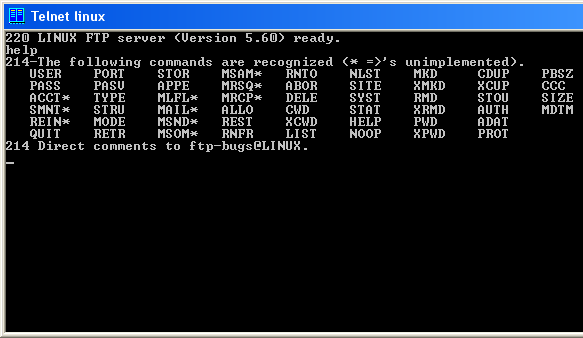 Telnet linux
220 LINUX FTP server (Version 5.60) ready.
help
214-The following commands are recognized (* =>'s unimplemented).
USER PORT STOR MSAM* RNTO NLST MKD CDUP PBSZ
PASS PASV APPE MRSQ* ABOR SITE XMKD XCUP CCC
ACCT* TYPE MLFL* MRCP* DELE SYST RMD STOU SIZE
SMNT* STRU MAIL* ALLO CWD STAT XRMD AUTH MDTM
REIN* MODE MSND* REST XCWD HELP PWD ADAT
QUIT RETR MSOM* RNFR LIST NOOP XPWD PROT
214 Direct comments to ftp-bugs@LINUX.